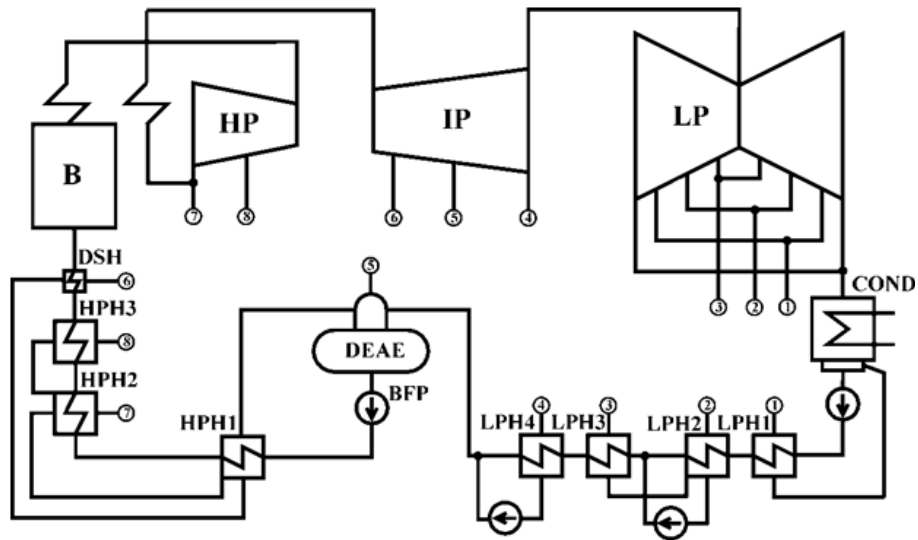 HP
IP
LP
B
⑦
⑧
⑥
⑤
④
③
②
①
DSH
⑥
HPH3
⑧
HPH2
⑦
HPH1
⑤
DEAE
BFP
COND
LPH4
④
LPH3
③
LPH2
②
LPH1
①